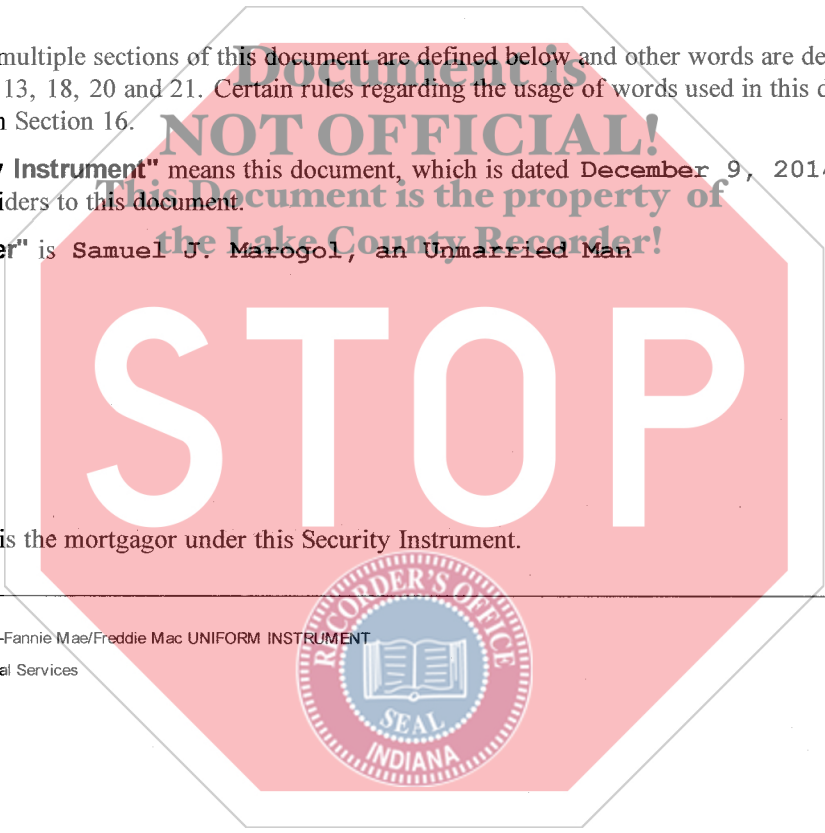 multiple sections of this document are defined below and other words are de
Document is
13, 18, 20 and 21. Certain rules regarding the usage of words used in this d
Section 16.
NOT OFFICIAL!
Instrument" means this document, which is dated December 9, 201
This Document is the property of
iders to this document.
the Lake County Recorder!
er" is Samuel J. Marogol, an Unmarried Man
STOP
is the mortgagor under this Security Instrument.
RECORDER'S OFFICE
-Fannie Mae/Freddie Mac UNIFORM INSTRUMENT
al Services
SEAL
INDIANA